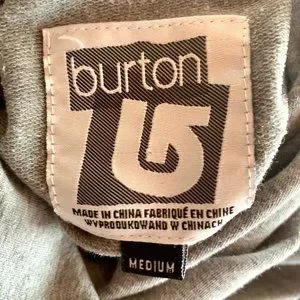 burton
MADE IN CHINA FABRIQUÉ EN CHINE
WYPRODUKOWANO W CHINACH
MEDIUM